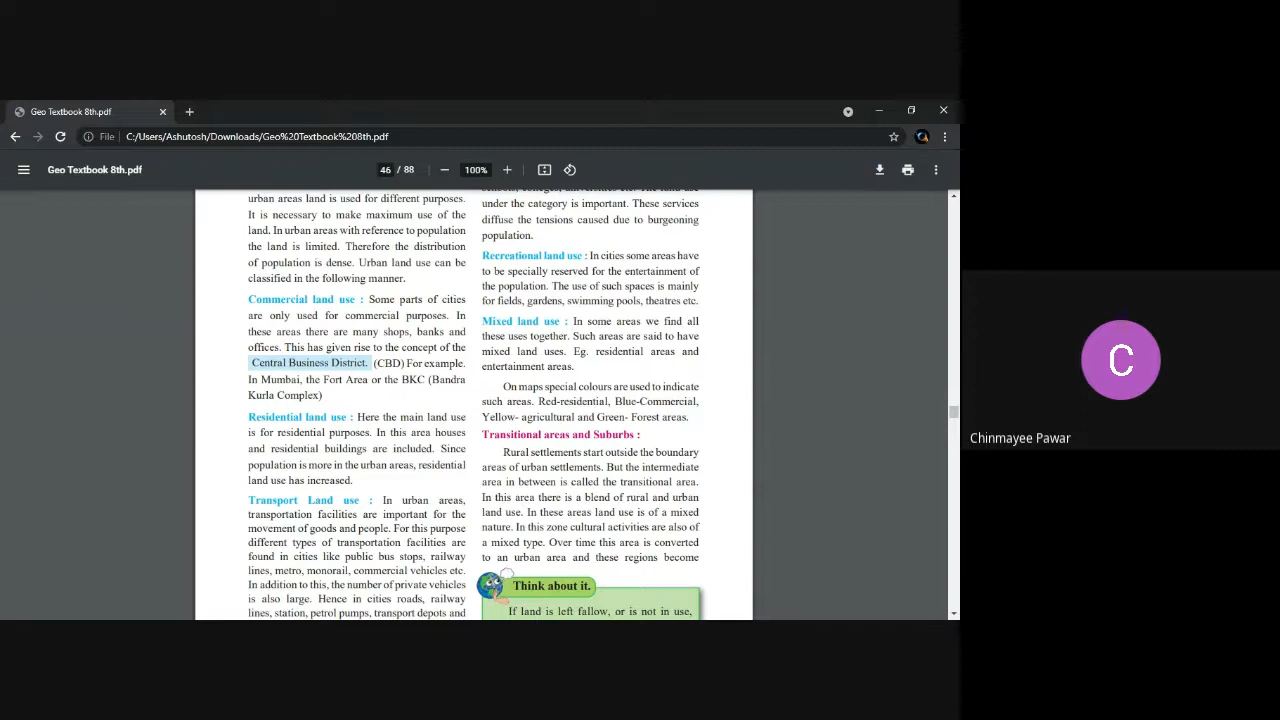 Geo Textbook 8th.pdf
File C:/Users/Ashutosh/Downloads/Geo%20Textbook%208th.pdf
Geo Textbook 8th.pdf
46 / 88
100%
urban areas land is used for different purposes.
It is necessary to make maximum use of the
land. In urban areas with reference to population
the land is limited. Therefore the distribution
of population is dense. Urban land use can be
classified in the following manner.
Commercial land use : Some parts of cities
are only used for commercial purposes. In
these areas there are many shops, banks and
offices. This has given rise to the concept of the
Central Business District. (CBD) For example.
In Mumbai, the Fort Area or the BKC (Bandra
Kurla Complex)
Residential land use : Here the main land use
is for residential purposes. In this area houses
and residential buildings are included. Since
population is more in the urban areas, residential
land use has increased.
Transport Land use : In urban areas,
transportation facilities are important for the
movement of goods and people. For this purpose
different types of transportation facilities are
found in cities like public bus stops, railway
lines, metro, monorail, commercial vehicles etc.
In addition to this, the number of private vehicles
is also large. Hence in cities roads, railway
lines, station, petrol pumps, transport depots and
schools, colleges, universities etc. The land use
under the category is important. These services
diffuse the tensions caused due to burgeoning
population.
Recreational land use : In cities some areas have
to be specially reserved for the entertainment of
the population. The use of such spaces is mainly
for fields, gardens, swimming pools, theatres etc.
Mixed land use : In some areas we find all
these uses together. Such areas are said to have
mixed land uses. Eg. residential areas and
entertainment areas.
On maps special colours are used to indicate
such areas. Red-residential, Blue-Commercial,
Yellow- agricultural and Green- Forest areas.
Transitional areas and Suburbs :
Rural settlements start outside the boundary
areas of urban settlements. But the intermediate
area in between is called the transitional area.
In this area there is a blend of rural and urban
land use. In these areas land use is of a mixed
nature. In this zone cultural activities are also of
a mixed type. Over time this area is converted
to an urban area and these regions become
Think about it.
If land is left fallow, or is not in use,
C
Chinmayee Pawar